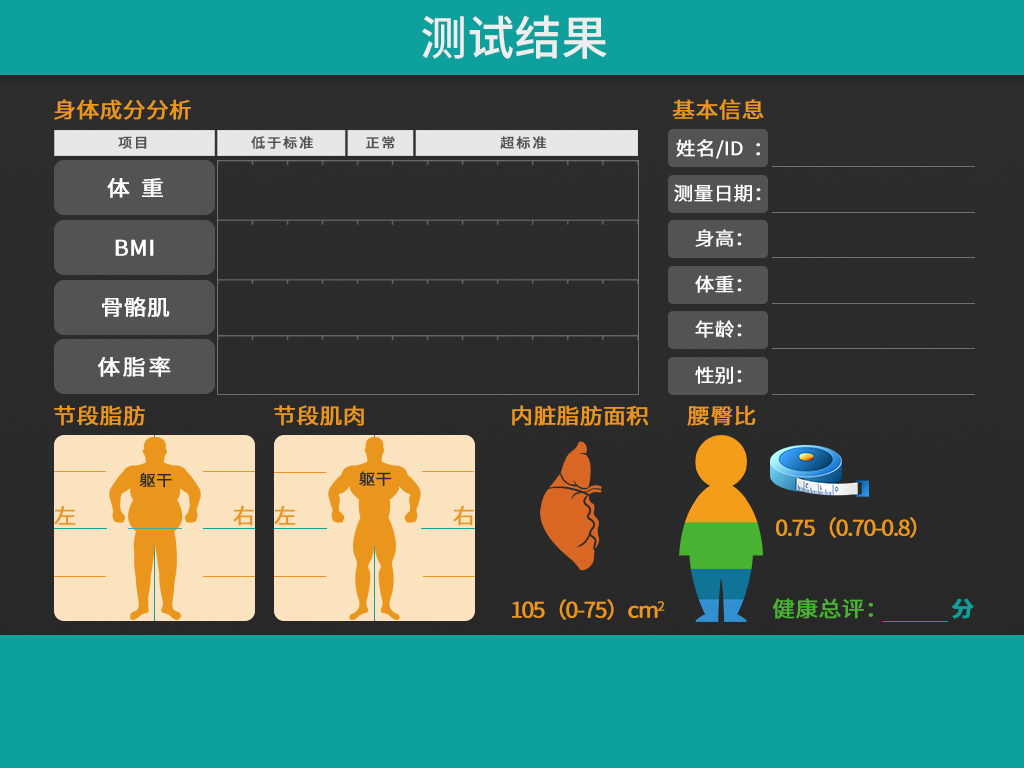 测试结果
身体成分分析
项目 低于标准 正常 超标准
体 重
BMI
骨骼肌
体脂率
基本信息
姓名/ID ：
测量日期：
身高：
体重：
年龄：
性别：
节段脂肪
躯干
左 右
节段肌肉
躯干
左 右
内脏脂肪面积
105（0-75）cm²
腰臀比
0.75（0.70-0.8）
健康总评：______分